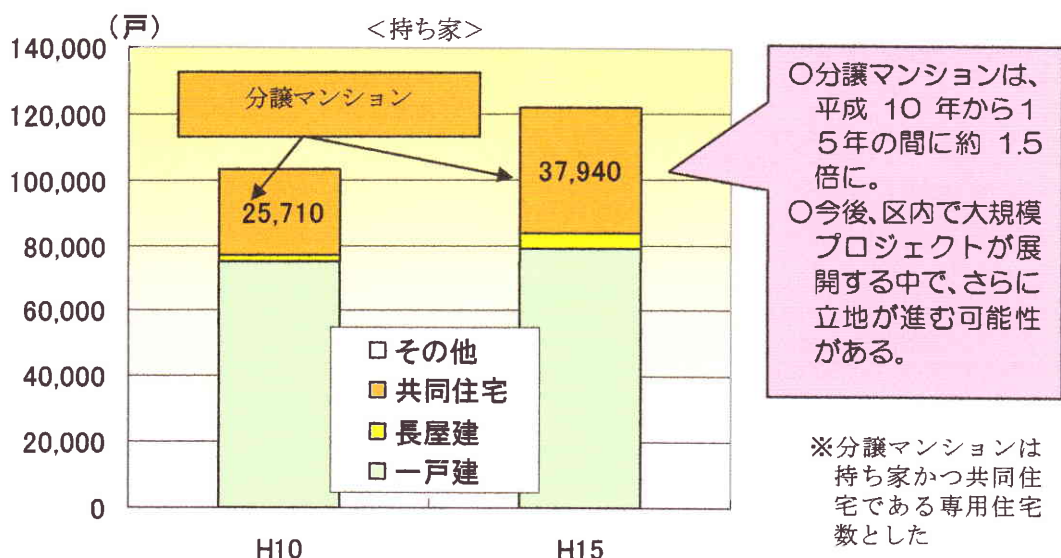 (戸)
＜持ち家＞
140,000
120,000
100,000
80,000
60,000
40,000
20,000
0
分譲マンション
25,710
37,940
□その他
■共同住宅
■長屋建
□一戸建
H10
H15
○分譲マンションは、
平成 10 年から1
5年の間に約 1.5
倍に。
○今後、区内で大規模
プロジェクトが展
開する中で、さらに
立地が進む可能性
がある。
※分譲マンションは
持ち家かつ共同住
宅である専用住宅
数とした